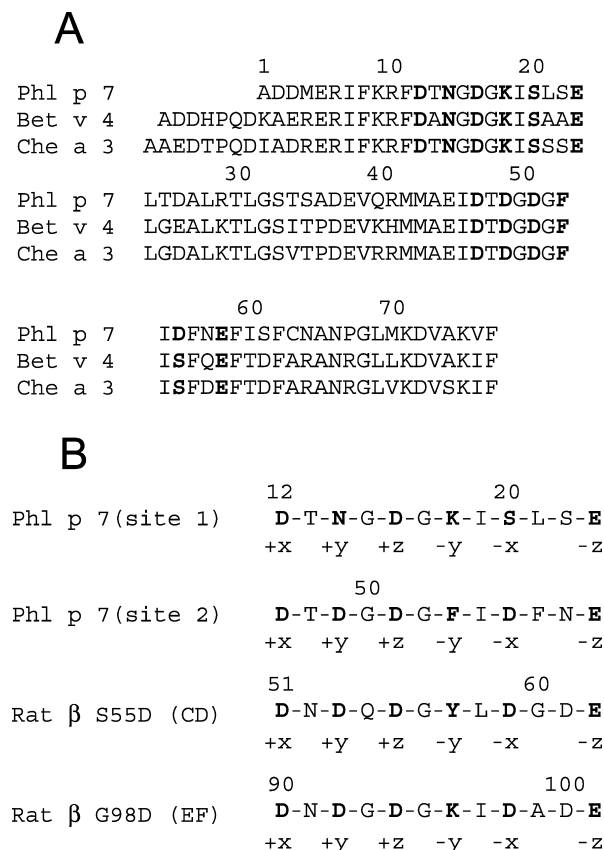 A
1 10 20
Phl p 7 ADDMERIFKRFDTNGDGKISLSE
Bet v 4 ADDHPQDKAERERIFKRFDANGDGKISAAE
Che a 3 AAEDTPQDIADRERIFKRFDTNGDGKISSSE
30 40 50
Phl p 7 LTDALRTLGSTSADEVQRMMAEIDTDGDGF
Bet v 4 LGEALKTLGSITPDEVKHMMAEIDTDGDGF
Che a 3 LGDALKTLGSVTPDEVRRMMAEIDTDGDGF
60 70
Phl p 7 IDFNEFISFCNANPGLMKDVAKVF
Bet v 4 ISFQEFTDFARANRGLLKDVAKIF
Che a 3 ISFDEFTDFARANRGLVKDVSKIF
B
12 20
Phl p 7(site 1) D-T-N-G-D-G-K-I-S-L-S-E
+x +y +z -y -x -z
50
Phl p 7(site 2) D-T-D-G-D-G-F-I-D-F-N-E
+x +y +z -y -x -z
51 60
Rat β S55D (CD) D-N-D-Q-D-G-Y-L-D-G-D-E
+x +y +z -y -x -z
90 100
Rat β G98D (EF) D-N-D-G-D-G-K-I-D-A-D-E
+x +y +z -y -x -z